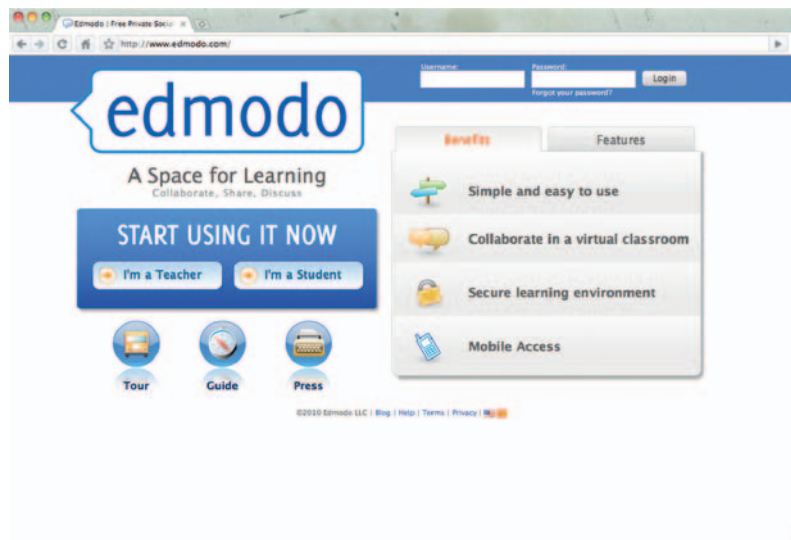 Edmodo | Free Private Social
http://www.edmodo.com/
Username:
Password:
Login
Forgot your password?
edmodo
A Space for Learning
Collaborate, Share, Discuss
START USING IT NOW
I'm a Teacher
I'm a Student
Tour
Guide
Press
Benefits
Features
Simple and easy to use
Collaborate in a virtual classroom
Secure learning environment
Mobile Access
©2010 Edmodo LLC | Blog | Help | Terms | Privacy |